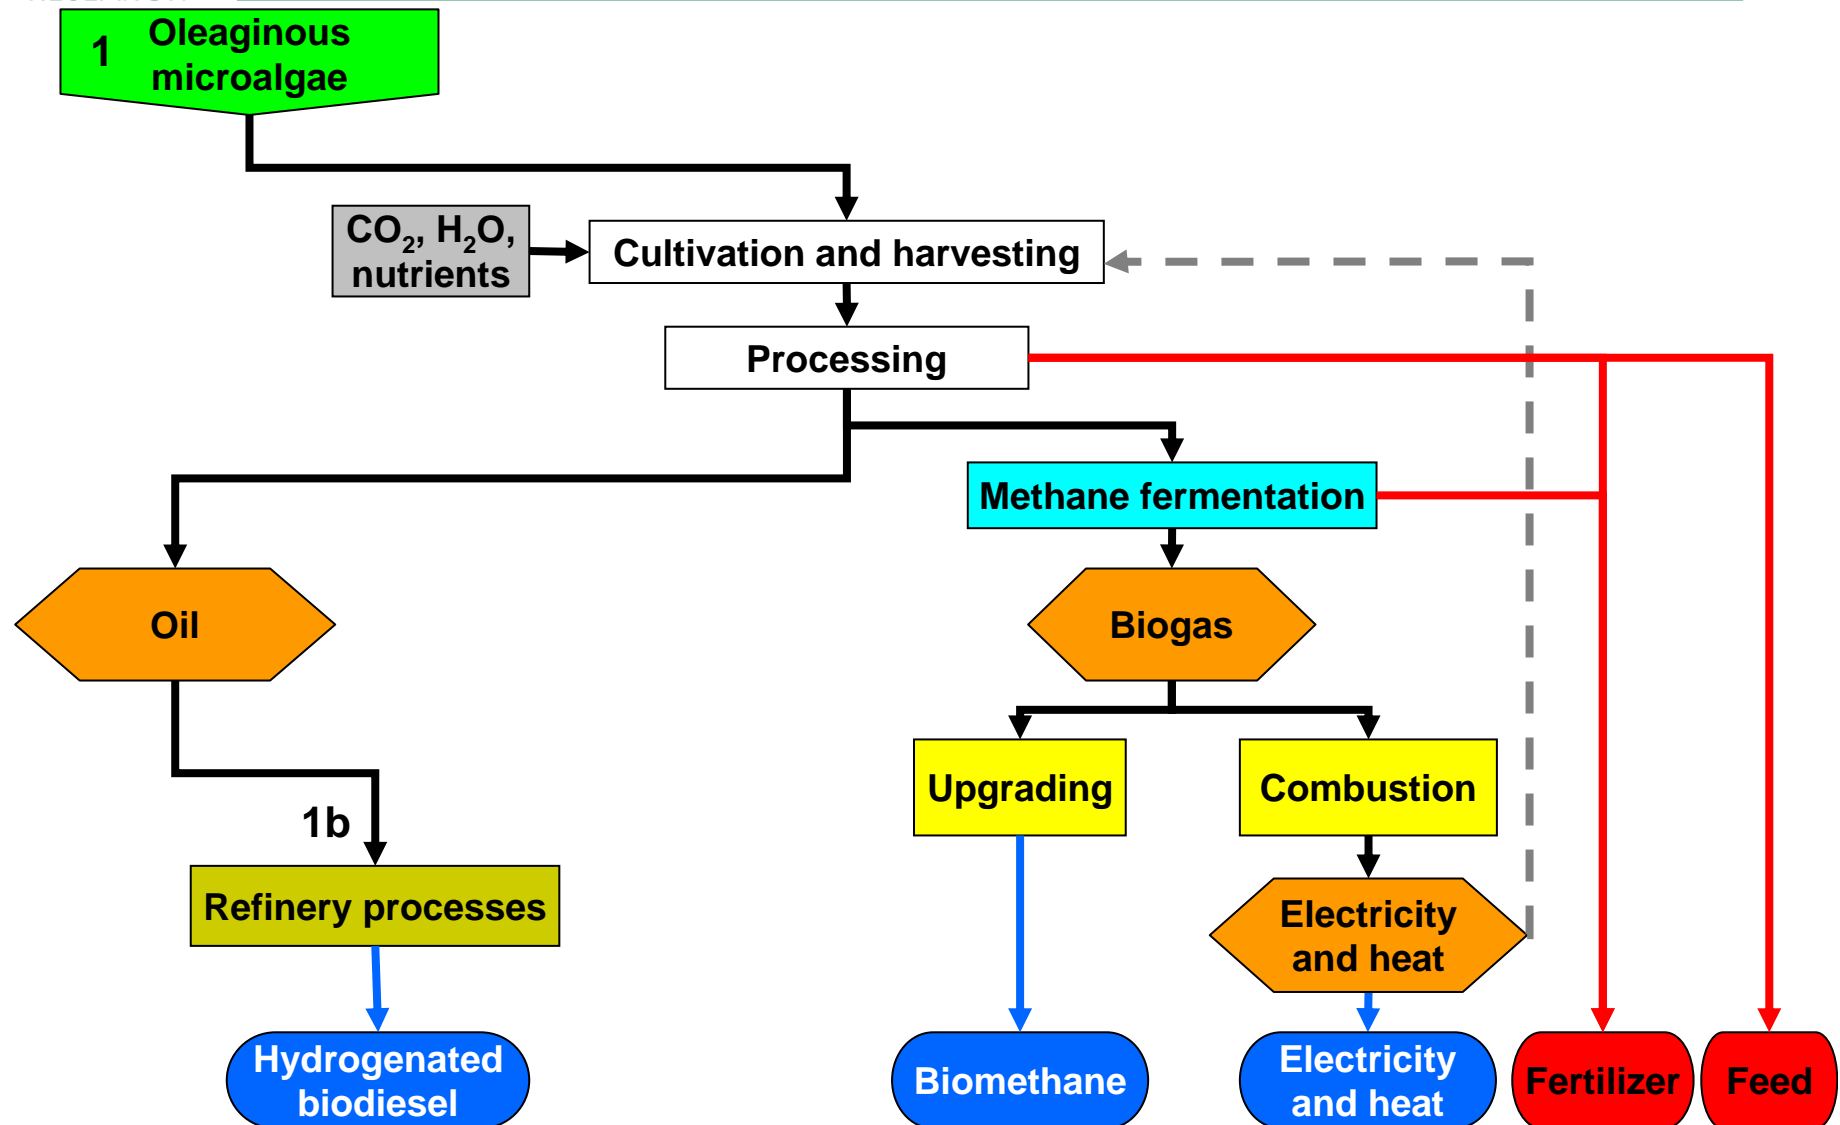 1
Oleaginous
microalgae
CO2, H2O,
nutrients
Cultivation and harvesting
Processing
Methane fermentation
Oil
Biogas
Upgrading
Combustion
1b
Refinery processes
Electricity
and heat
Hydrogenated
biodiesel
Biomethane
Electricity
and heat
Fertilizer
Feed